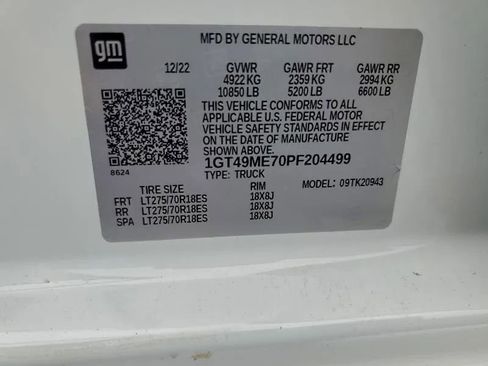 gm
MFD BY GENERAL MOTORS LLC
12/22 GVWR GAWR FRT GAWR RR
4922 KG 2359 KG 2994 KG
10850 LB 5200 LB 6600 LB
THIS VEHICLE CONFORMS TO ALL
APPLICABLE U.S. FEDERAL MOTOR
VEHICLE SAFETY STANDARDS IN EFFECT
ON THE DATE OF MANUFACTURE
SHOWN ABOVE.
1GT49ME70PF204499
8624
TYPE: TRUCK
TIRE SIZE RIM MODEL: 09TK20943
FRT LT275/70R18ES 18X8J
RR LT275/70R18ES 18X8J
SPA LT275/70R18ES 18X8J